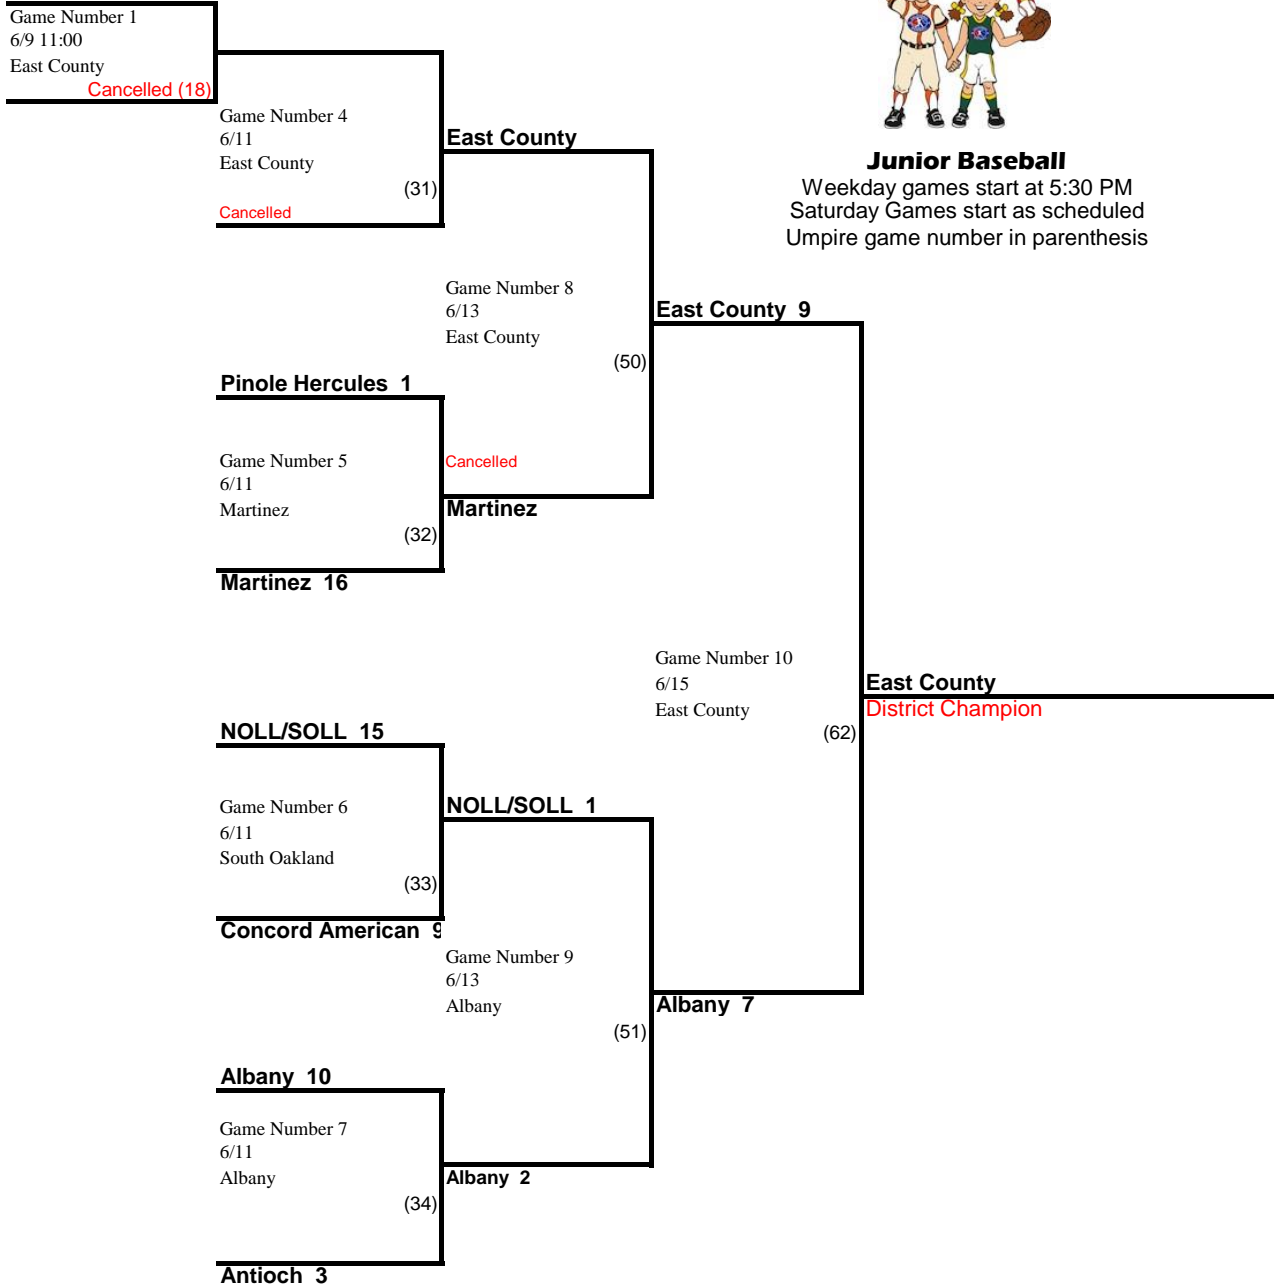 Game Number 1
6/9 11:00
East County
Cancelled (18)
Game Number 4
6/11
East County
(31)
Cancelled
East County
Junior Baseball
Weekday games start at 5:30 PM
Saturday Games start as scheduled
Umpire game number in parenthesis
Game Number 8
6/13
East County
(50)
East County 9
Pinole Hercules 1
Game Number 5
6/11
Martinez
(32)
Cancelled
Martinez
Martinez 16
Game Number 10
6/15
East County
(62)
East County
District Champion
NOLL/SOLL 15
Game Number 6
6/11
South Oakland
(33)
NOLL/SOLL 1
Concord American 9
Game Number 9
6/13
Albany
(51)
Albany 7
Albany 10
Game Number 7
6/11
Albany
(34)
Albany 2
Antioch 3